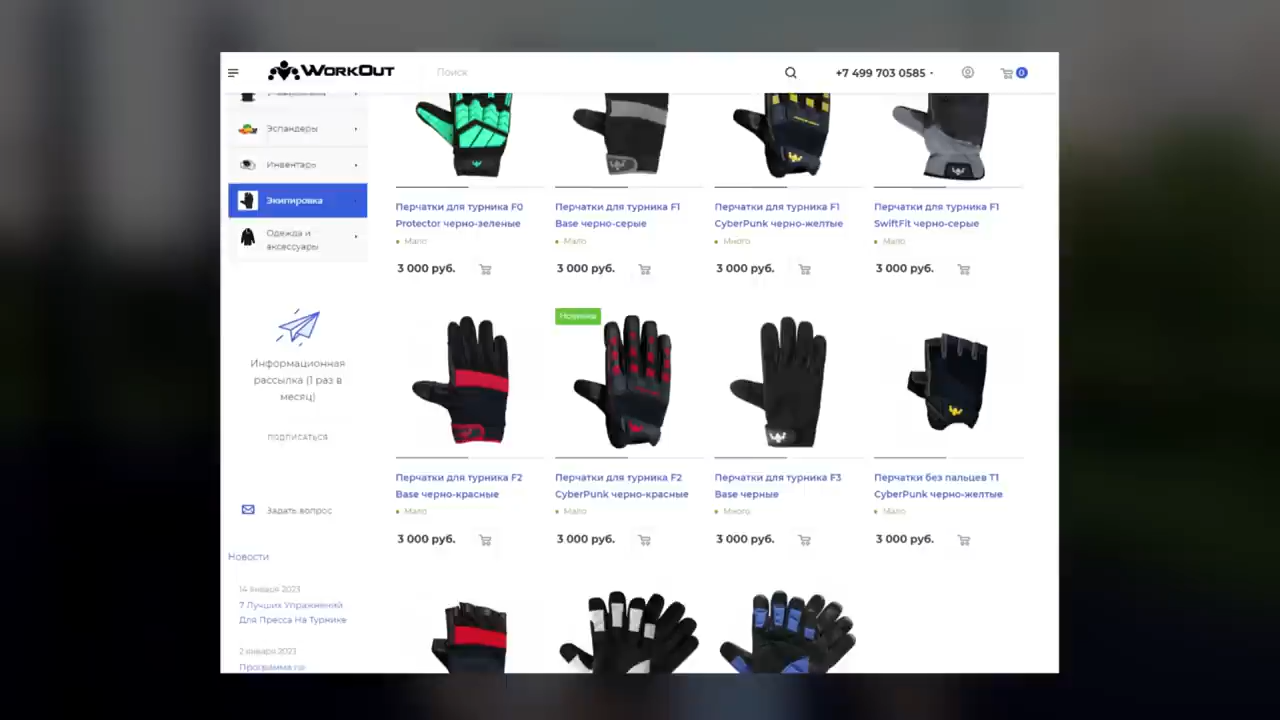 WORKOUT
Поиск
+7 499 703 0585
0
Эспандеры
Инвентарь
Экипировка
Одежда и
аксессуары
Перчатки для турника F0
Protector черно-зеленые
Мало
3 000 руб.
Перчатки для турника F1
Base черно-серые
Мало
3 000 руб.
Перчатки для турника F1
CyberPunk черно-желтые
Много
3 000 руб.
Перчатки для турника F1
SwiftFit черно-серые
Мало
3 000 руб.
Информационная
рассылка (1 раз в
месяц)
ПОДПИСАТЬСЯ
Новинка
Перчатки для турника F2
Base черно-красные
Мало
3 000 руб.
Перчатки для турника F2
CyberPunk черно-красные
Мало
3 000 руб.
Перчатки для турника F3
Base черные
Много
3 000 руб.
Перчатки без пальцев T1
CyberPunk черно-желтые
Мало
3 000 руб.
Задать вопрос
Новости
14 января 2023
7 Лучших Упражнений
Для Пресса На Турнике
2 января 2023
Программа по